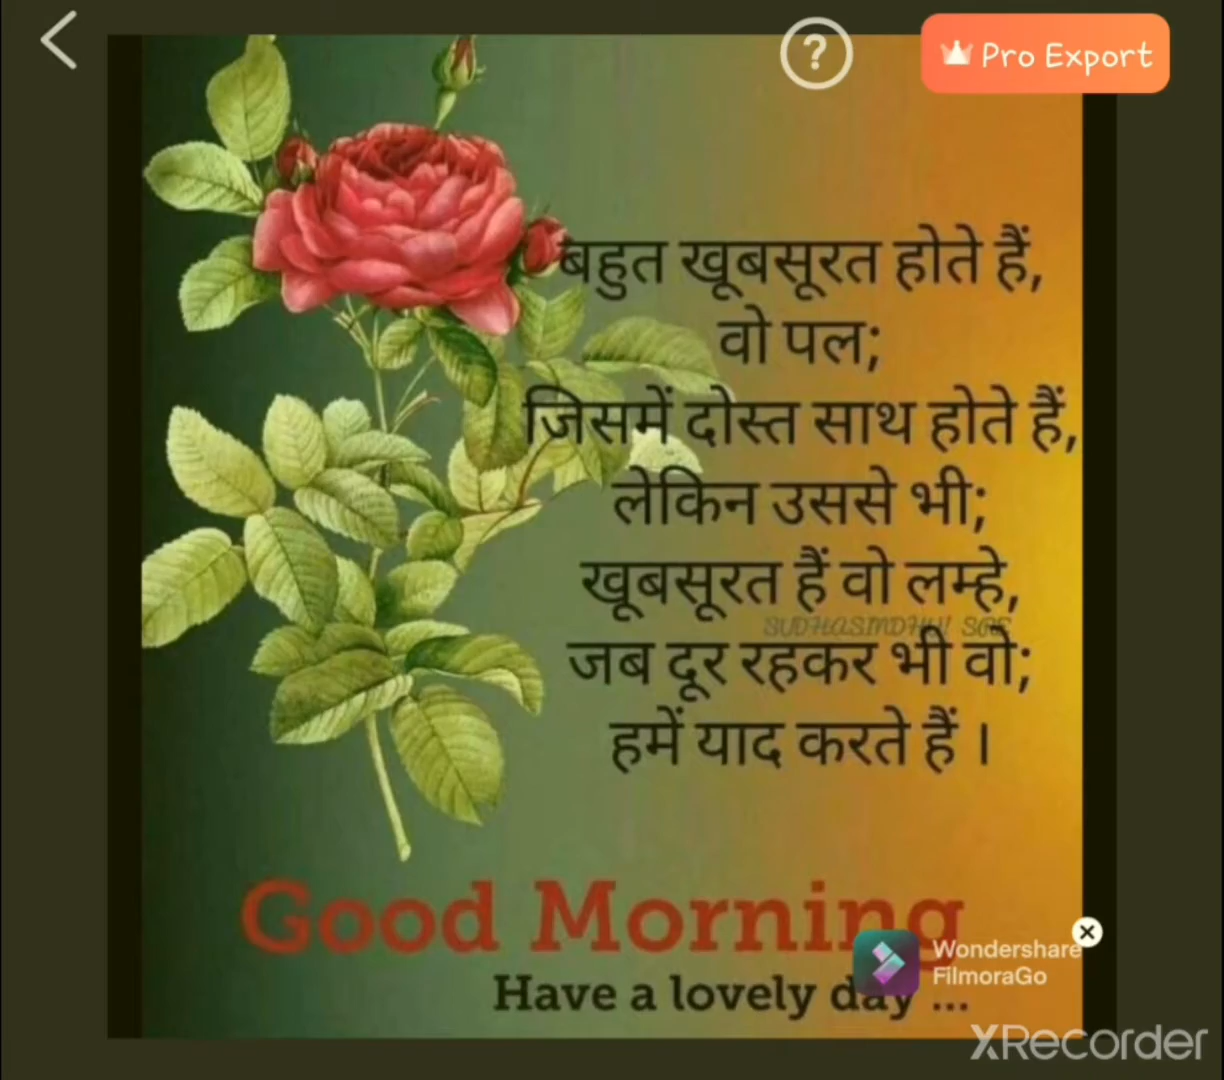 ?
Pro Export
बहुत खूबसूरत होते हैं,
वो पल;
जिसमें दोस्त साथ होते हैं,
लेकिन उससे भी;
खूबसूरत हैं वो लम्हे,
SUDHASINDHU!
जब दूर रहकर भी वो;
हमें याद करते हैं ।
Good Morning
Wondershare
FilmoraGo
Have a lovely day ...
XRecorder